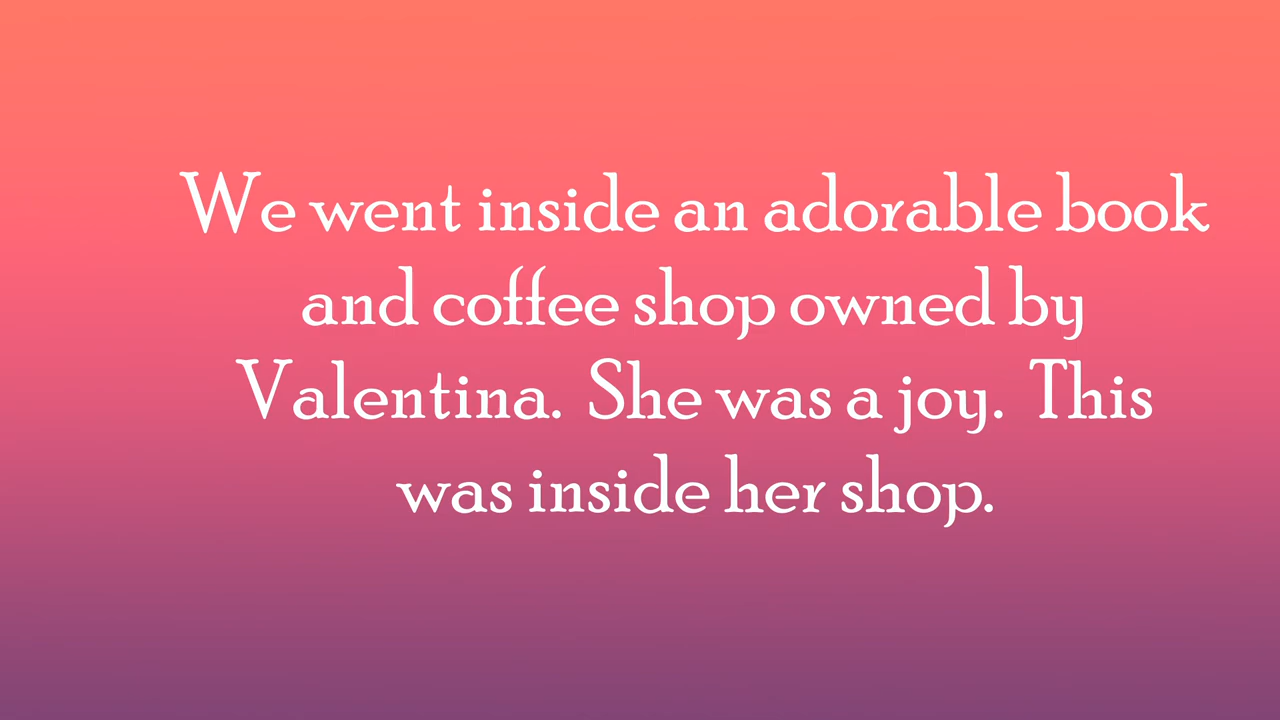 We went inside an adorable book
and coffee shop owned by
Valentina.  She was a joy.  This
was inside her shop.